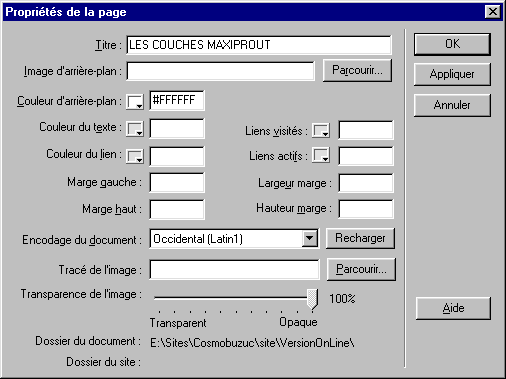 Propriétés de la page
Titre : LES COUCHES MAXIPROUT
OK
Image d'arrière-plan : Parcourir...
Appliquer
Couleur d'arrière-plan : #FFFFFF
Annuler
Couleur du texte : Liens visités :
Couleur du lien : Liens actifs :
Marge gauche : Largeur marge :
Marge haut : Hauteur marge :
Encodage du document : Occidental (Latin1) Recharger
Tracé de l'image : Parcourir...
Transparence de l'image : 100%
Transparent Opaque
Aide
Dossier du document : E:\Sites\Cosmobuzuc\site\VersionOnLine\
Dossier du site :